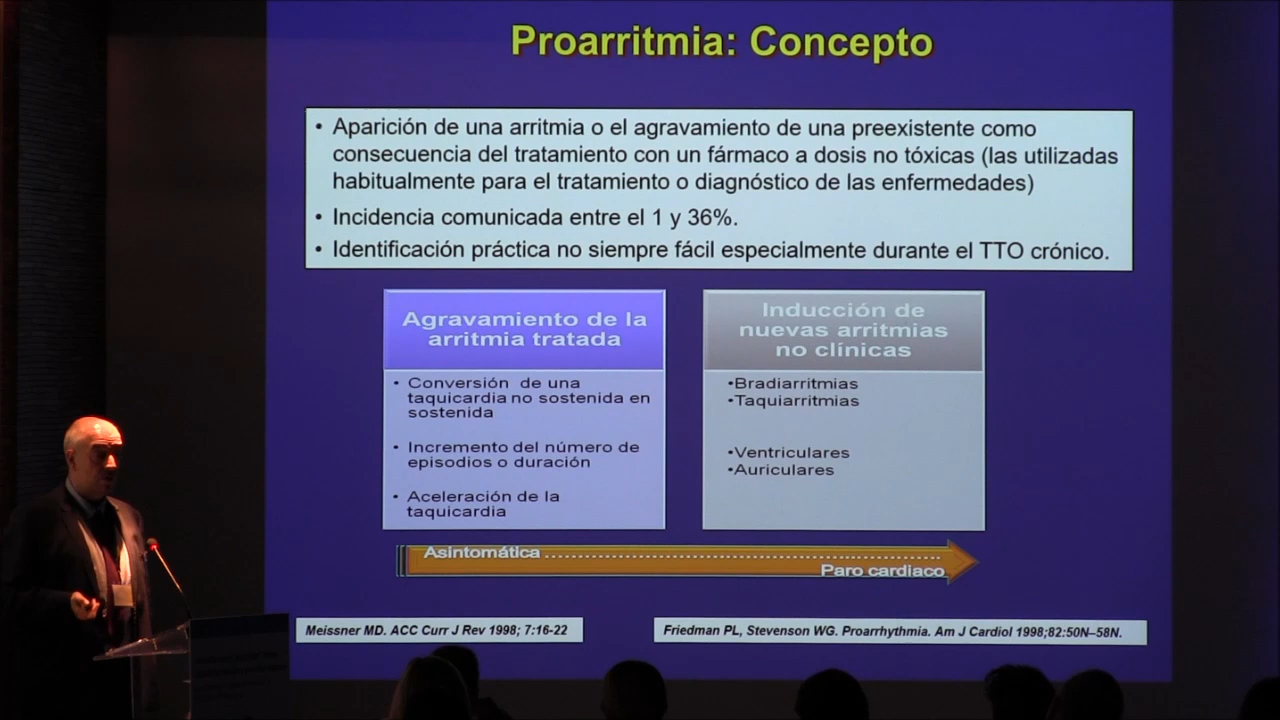 Proarritmia: Concepto
• Aparición de una arritmia o el agravamiento de una preexistente como
consecuencia del tratamiento con un fármaco a dosis no tóxicas (las utilizadas
habitualmente para el tratamiento o diagnóstico de las enfermedades)
• Incidencia comunicada entre el 1 y 36%.
• Identificación práctica no siempre fácil especialmente durante el TTO crónico.
Agravamiento de la
arritmia tratada
• Conversión de una
taquicardia no sostenida en
sostenida
• Incremento del número de
episodios o duración
• Aceleración de la
taquicardia
Inducción de
nuevas arritmias
no clínicas
•Bradiarritmias
•Taquiarritmias
•Ventriculares
•Auriculares
Asintomática
Paro cardiaco
Meissner MD. ACC Curr J Rev 1998; 7:16-22
Friedman PL, Stevenson WG. Proarrhythmia. Am J Cardiol 1998;82:50N–58N.